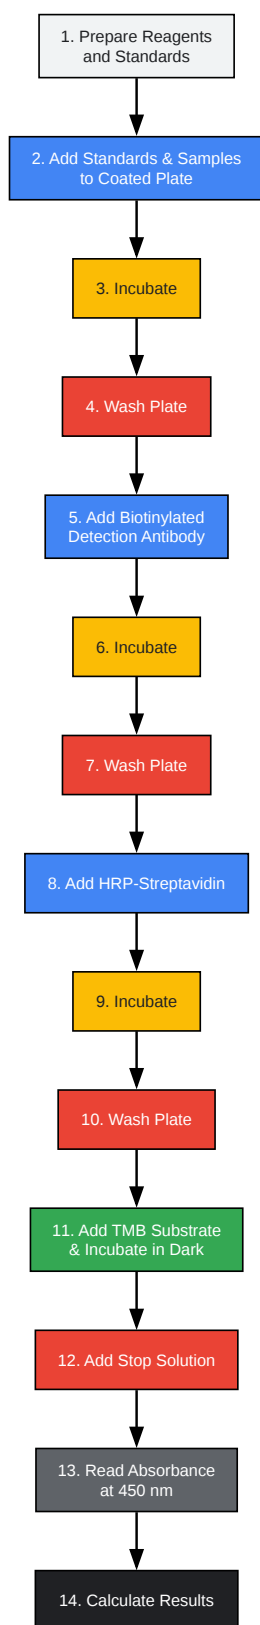 1. Prepare Reagents
and Standards
2. Add Standards & Samples
to Coated Plate
3. Incubate
4. Wash Plate
5. Add Biotinylated
Detection Antibody
6. Incubate
7. Wash Plate
8. Add HRP-Streptavidin
9. Incubate
10. Wash Plate
11. Add TMB Substrate
& Incubate in Dark
12. Add Stop Solution
13. Read Absorbance
at 450 nm
14. Calculate Results